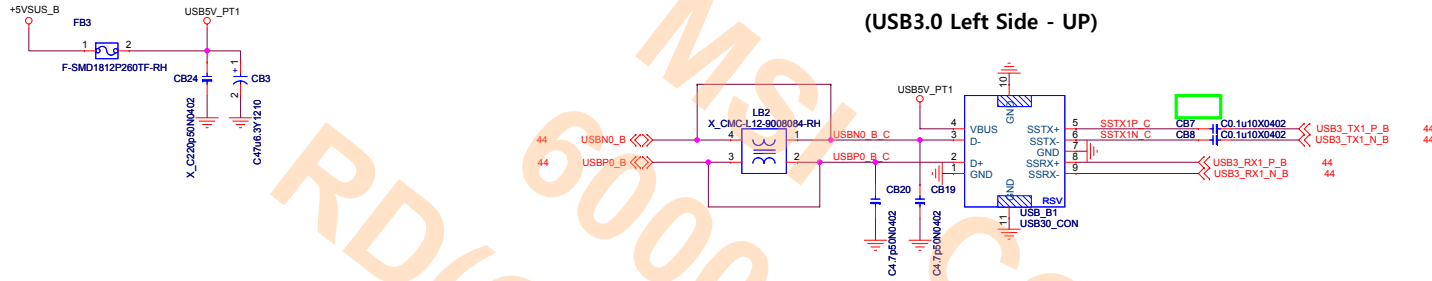 (USB3.0 Left Side - UP)
+5VSUS_B
FB3
1 2
F-SMD1812P260TF-RH
USB5V_PT1
CB24
X_C220p50N0402
+ 1
2
CB3
C47u6.3Y1210
44 USBN0_B
44 USBP0_B
LB2
X_CMC-L12-9008084-RH
4 1
3 2
USBN0_B_C
USBP0_B_C
CB20
C4.7p50N0402
CB19
C4.7p50N0402
USB5V_PT1
10
GND
4 VBUS
3 D-
2 D+
1 GND
SSTX+ 5
SSTX- 6
GND 7
SSRX+ 8
SSRX- 9
GND
11
RSV
USB_B1
USB30_CON
SSTX1P_C CB7 C0.1u10X0402 USB3_TX1_P_B 44
SSTX1N_C CB8 C0.1u10X0402 USB3_TX1_N_B 44
USB3_RX1_P_B 44
USB3_RX1_N_B 44
MSI
6000